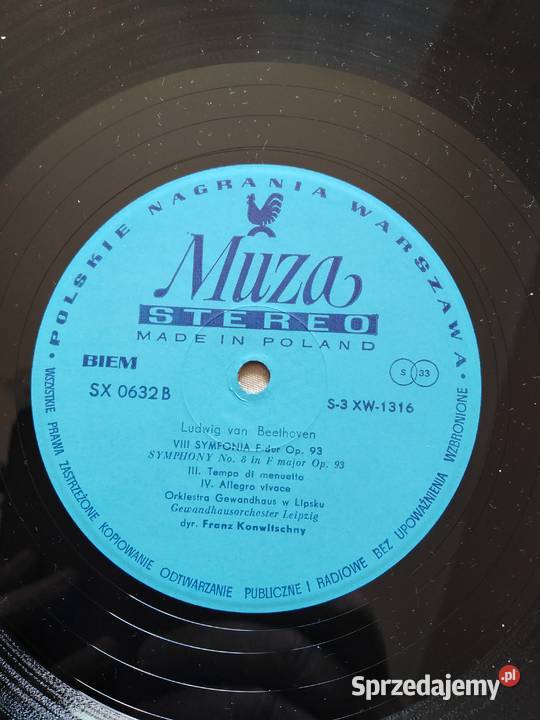 • POLSKIE NAGRANIA WARSZAWA •
Muza
STEREO
MADE IN POLAND
BIEM
SX 0632 B
S 33
S-3 XW-1316
Ludwig van Beethoven
VIII SYMFONIA F dur Op. 93
SYMPHONY No. 8 in F major Op. 93
III. Tempo di menuetto
IV. Allegro vivace
Orkiestra Gewandhaus w Lipsku
Gewandhausorchester Leipzig
dyr. Franz Konwitschny
WSZYSTKIE PRAWA ZASTRZEŻONE KOPIOWANIE ODTWARZANIE PUBLICZNE I RADIOWE BEZ UPOWAŻNIENIA WZBRONIONE
Sprzedajemy.pl